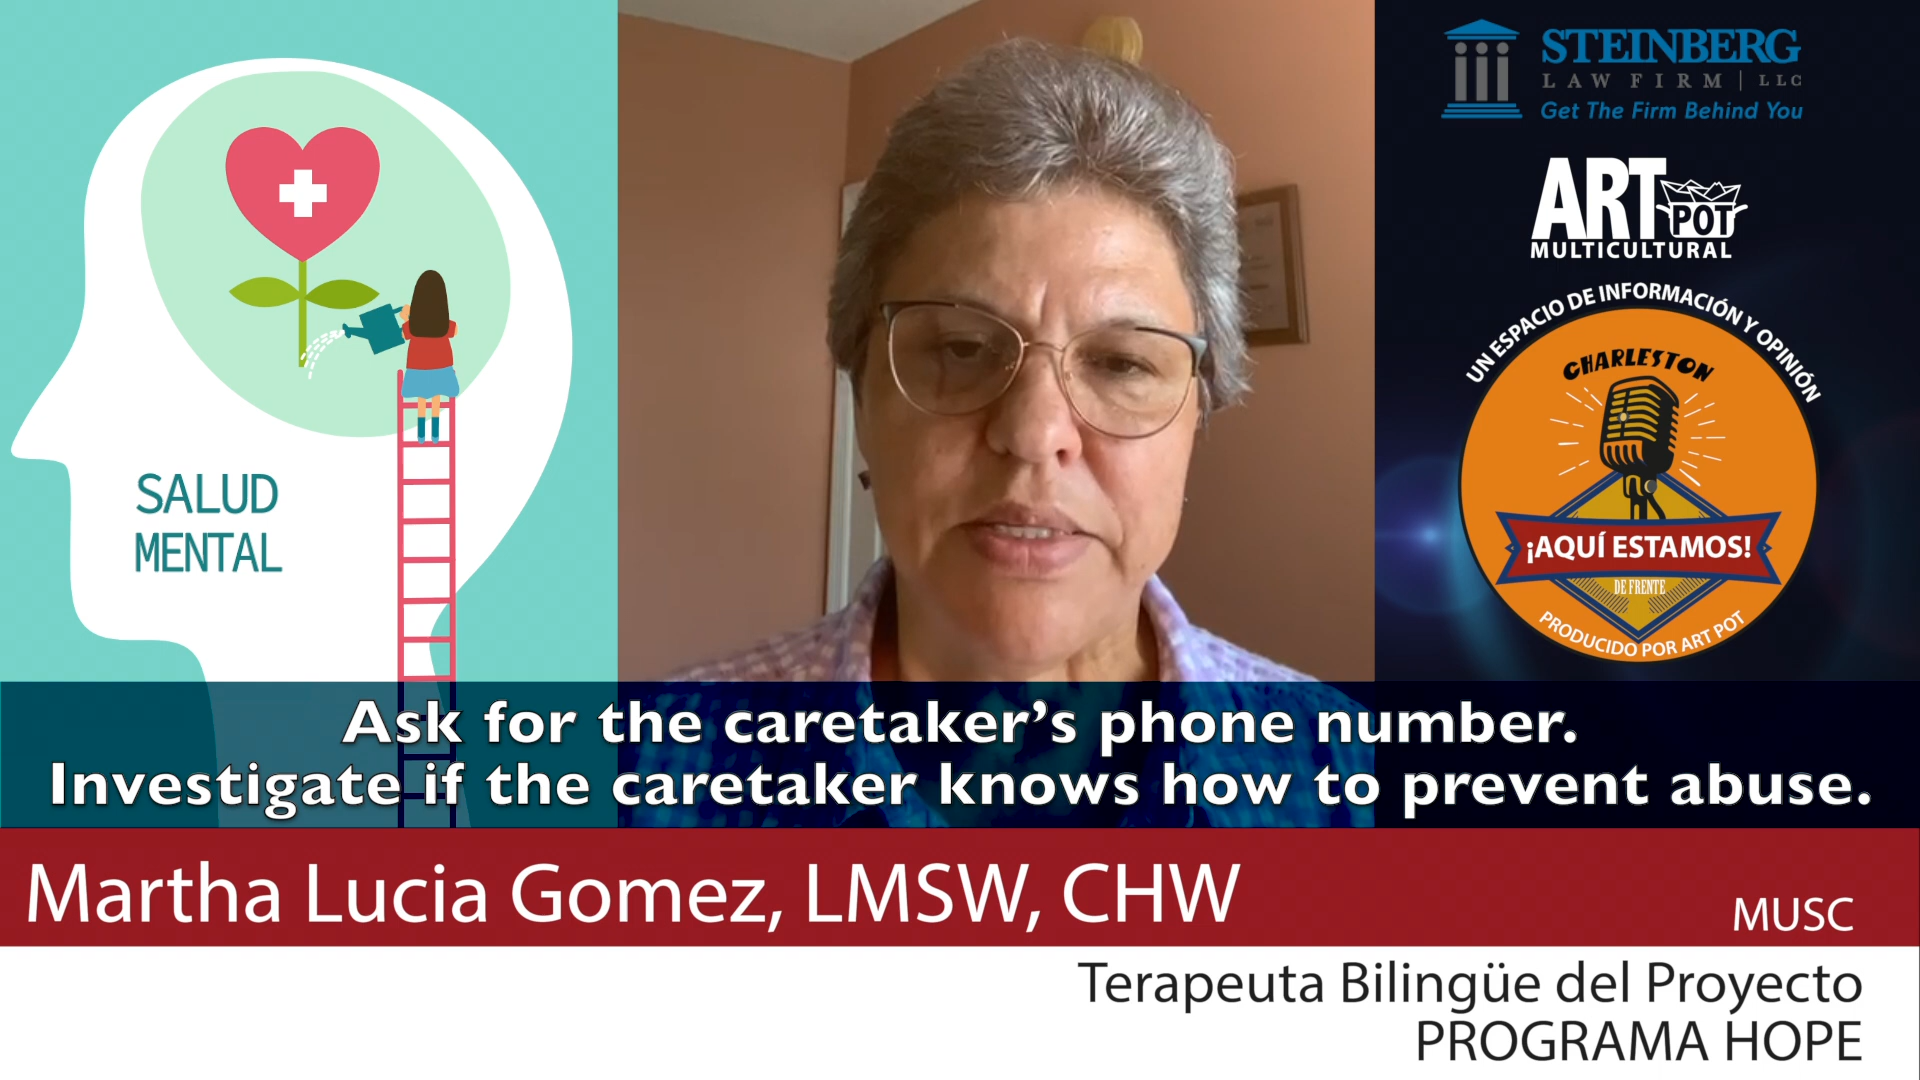 SALUD
MENTAL
STEINBERG
LAW FIRM | LLC
Get The Firm Behind You
ART
POT
MULTICULTURAL
UN ESPACIO DE INFORMACIÓN Y OPINIÓN
CHARLESTON
¡AQUÍ ESTAMOS!
DE FRENTE
PRODUCIDO POR ART POT
Ask for the caretaker’s phone number.
Investigate if the caretaker knows how to prevent abuse.
Martha Lucia Gomez, LMSW, CHW
MUSC
Terapeuta Bilingüe del Proyecto
PROGRAMA HOPE